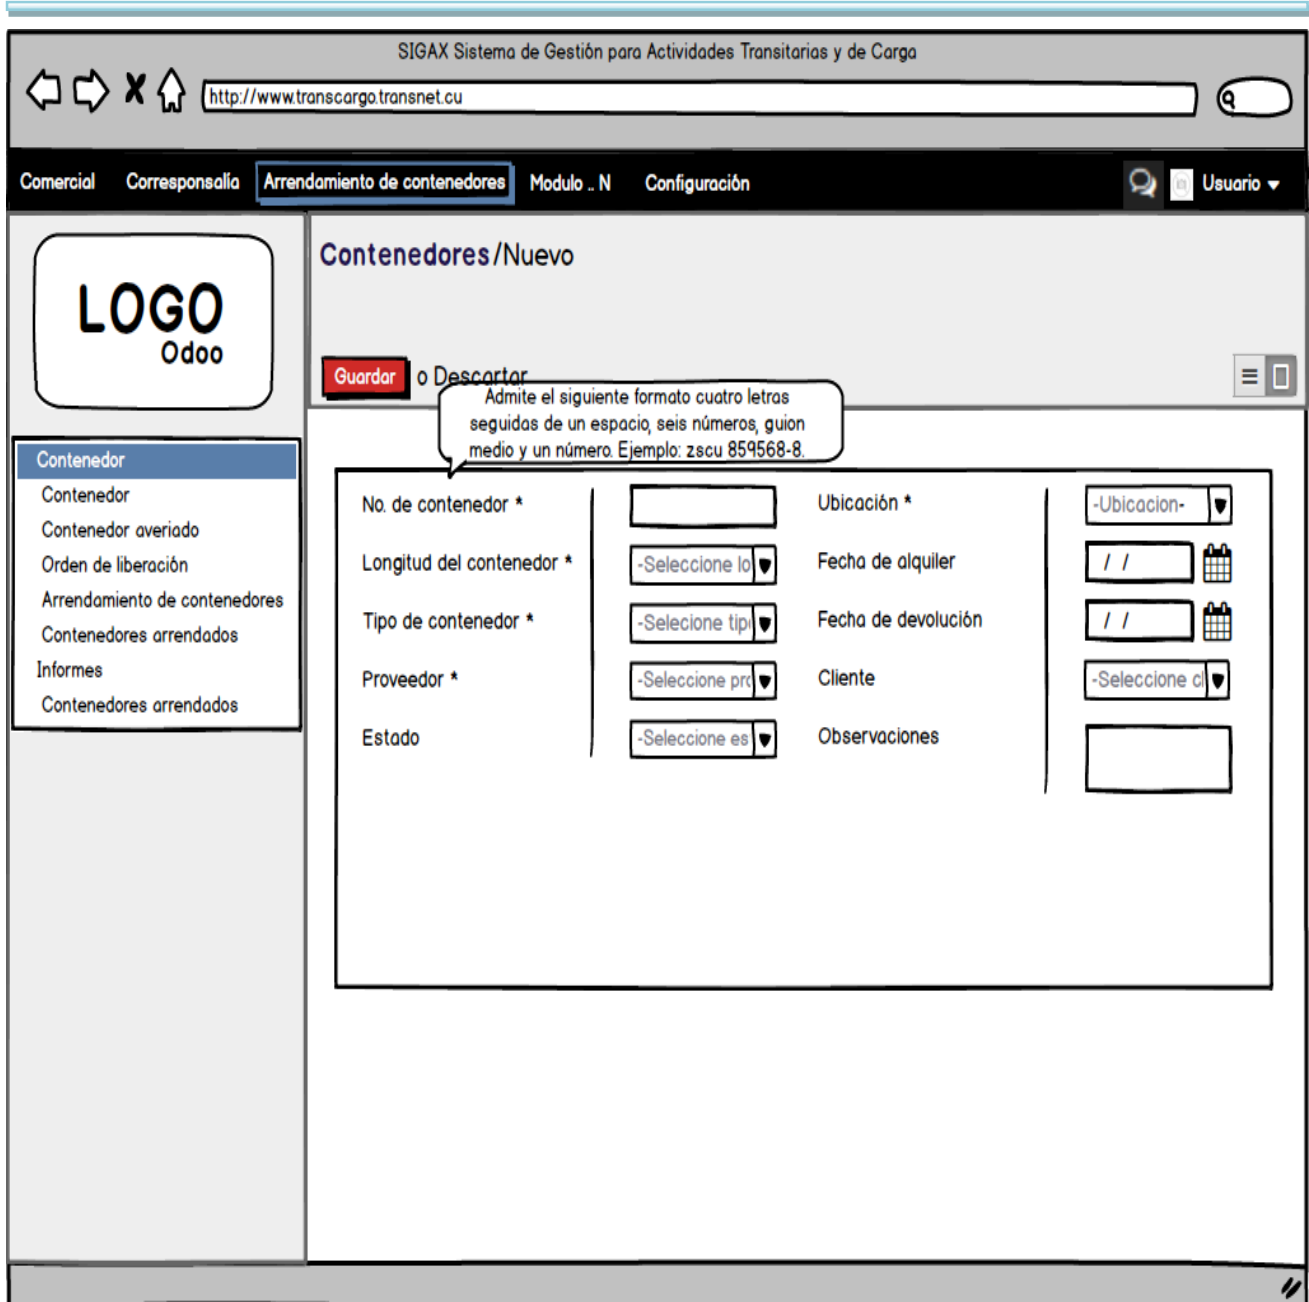 SIGAX Sistema de Gestión para Actividades Transitarias y de Carga
http://www.transcargo.transnet.cu
Comercial Corresponsalía Arrendamiento de contenedores Modulo .. N Configuración Usuario
LOGO
Odoo
Contenedores/Nuevo
Guardar o Descartar
Admite el siguiente formato cuatro letras
seguidas de un espacio, seis números, guion
medio y un número. Ejemplo: zscu 859568-8.
Contenedor
Contenedor
Contenedor averiado
Orden de liberación
Arrendamiento de contenedores
Contenedores arrendados
Informes
Contenedores arrendados
No. de contenedor *
Longitud del contenedor * -Seleccione lo
Tipo de contenedor * -Selecione tip
Proveedor * -Seleccione pro
Estado -Seleccione es
Ubicación * -Ubicacion-
Fecha de alquiler / /
Fecha de devolución / /
Cliente -Seleccione cl
Observaciones